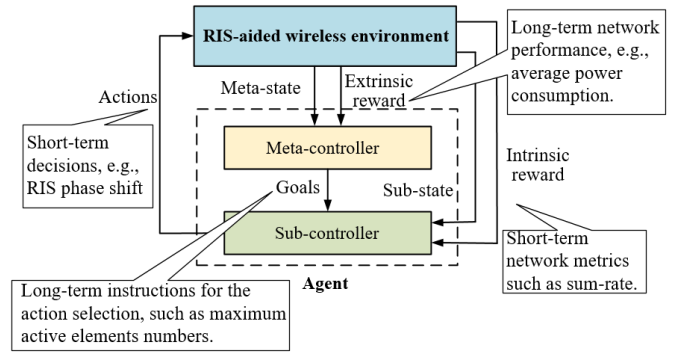 RIS-aided wireless environment
Long-term network
performance, e.g.,
average power
consumption.
Meta-state
Extrinsic
reward
Actions
Short-term
decisions, e.g.,
RIS phase shift
Meta-controller
Intrinsic
reward
Goals
Sub-state
Sub-controller
Short-term
network metrics
such as sum-rate.
Agent
Long-term instructions for the
action selection, such as maximum
active elements numbers.